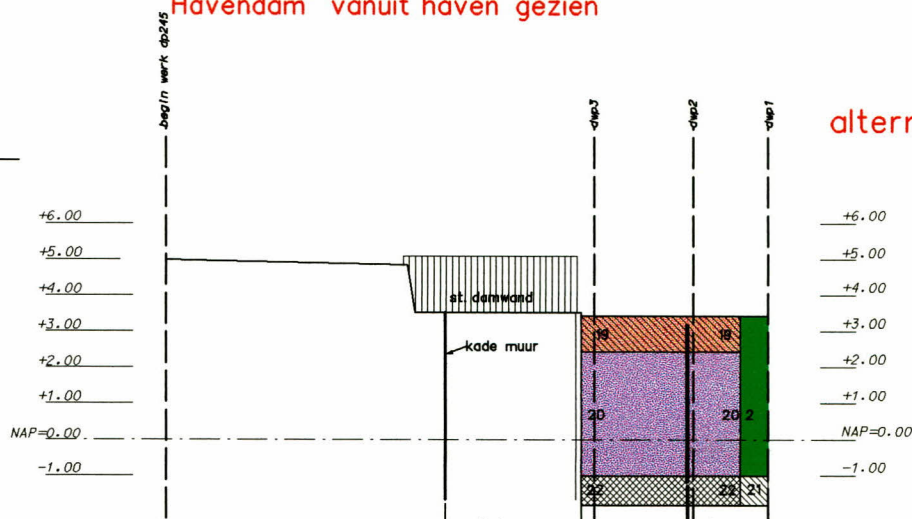 Havendam vanuit haven gezien
begin werk dp245
dwp3
dwp2
dwp1
altern
+6.00
+6.00
+5.00
+5.00
+4.00
+4.00
st. damwand
+3.00
19
19
+3.00
kade muur
+2.00
+2.00
+1.00
20
20
2
+1.00
NAP=0.00
NAP=0.00
-1.00
-1.00
22
22
21